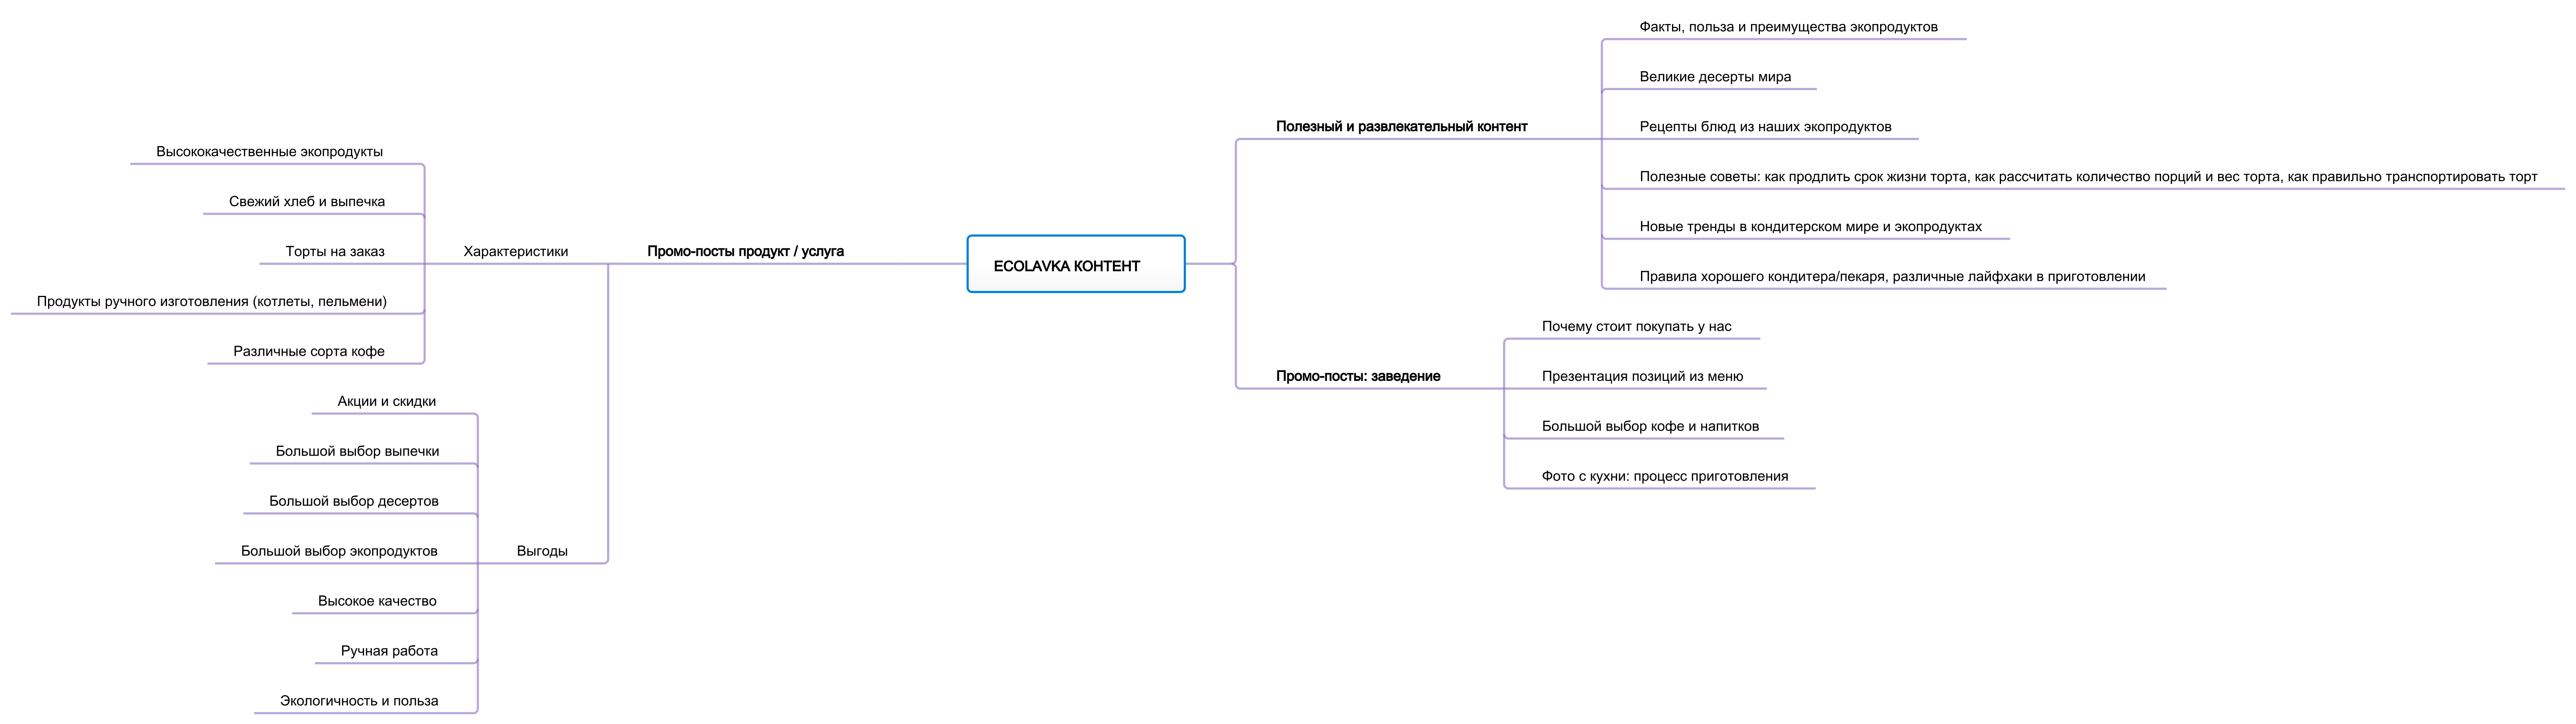 ECOLAVKA КОНТЕНТ
Промо-посты продукт / услуга
Характеристики
Высококачественные экопродукты
Свежий хлеб и выпечка
Торты на заказ
Продукты ручного изготовления (котлеты, пельмени)
Различные сорта кофе
Выгоды
Акции и скидки
Большой выбор выпечки
Большой выбор десертов
Большой выбор экопродуктов
Высокое качество
Ручная работа
Экологичность и польза
Полезный и развлекательный контент
Факты, польза и преимущества экопродуктов
Великие десерты мира
Рецепты блюд из наших экопродуктов
Полезные советы: как продлить срок жизни торта, как рассчитать количество порций и вес торта, как правильно транспортировать торт
Новые тренды в кондитерском мире и экопродуктах
Правила хорошего кондитера/пекаря, различные лайфхаки в приготовлении
Промо-посты: заведение
Почему стоит покупать у нас
Презентация позиций из меню
Большой выбор кофе и напитков
Фото с кухни: процесс приготовления